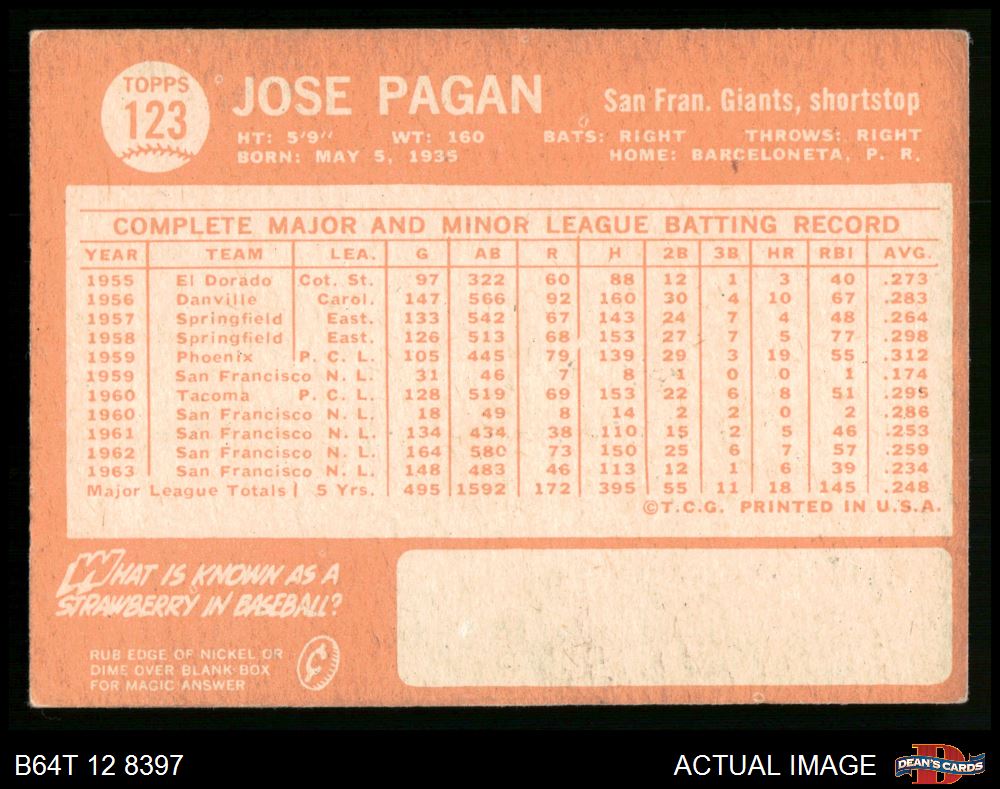 TOPPS
123
JOSE PAGAN
San Fran. Giants, shortstop
HT: 5'9" WT: 160 BATS: RIGHT THROWS: RIGHT
BORN: MAY 5, 1935 HOME: BARCELONETA, P. R.
COMPLETE MAJOR AND MINOR LEAGUE BATTING RECORD
YEAR TEAM LEA. G AB R H 2B 3B HR RBI AVG.
1955 El Dorado Cot. St. 97 322 60 88 12 1 3 40 .273
1956 Danville Carol. 147 566 92 160 30 4 10 67 .283
1957 Springfield East. 133 542 67 143 24 7 4 48 .264
1958 Springfield East. 126 513 68 153 27 7 5 77 .298
1959 Phoenix P. C. L. 105 445 79 139 29 3 19 55 .312
1959 San Francisco N. L. 31 46 7 8 1 0 0 1 .174
1960 Tacoma P. C. L. 128 519 69 153 22 6 8 51 .295
1960 San Francisco N. L. 18 49 8 14 2 2 0 2 .286
1961 San Francisco N. L. 134 434 38 110 15 2 5 46 .253
1962 San Francisco N. L. 164 580 73 150 25 6 7 57 .259
1963 San Francisco N. L. 148 483 46 113 12 1 6 39 .234
Major League Totals 5 Yrs. 495 1592 172 395 55 11 18 145 .248
©T.C.G. PRINTED IN U.S.A.
WHAT IS KNOWN AS A
STRAWBERRY IN BASEBALL?
RUB EDGE OF NICKEL OR
DIME OVER BLANK BOX
FOR MAGIC ANSWER
B64T 12 8397
ACTUAL IMAGE
D
DEAN'S CARDS